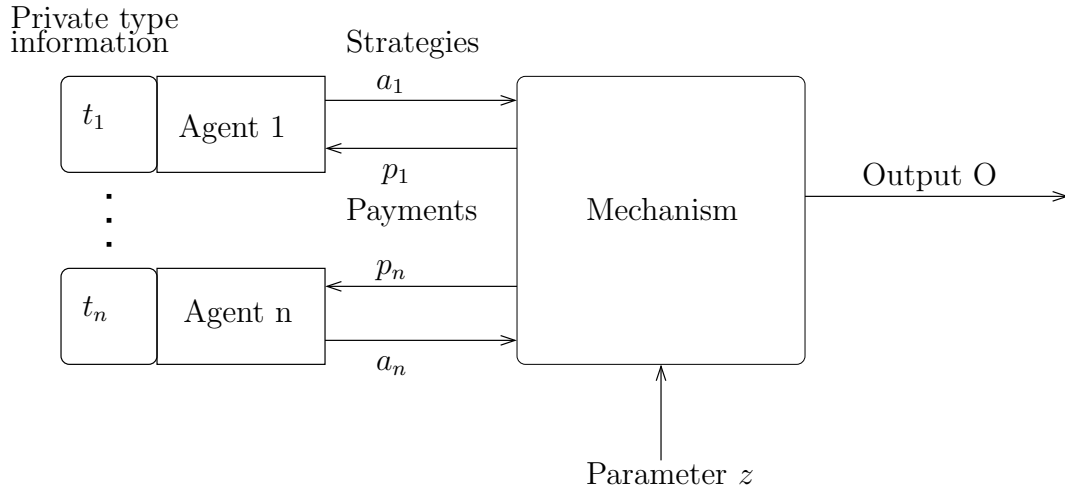 Private type
information
Strategies
t1
Agent 1
a1
p1
Payments
Mechanism
Output O
tn
Agent n
pn
an
Parameter z